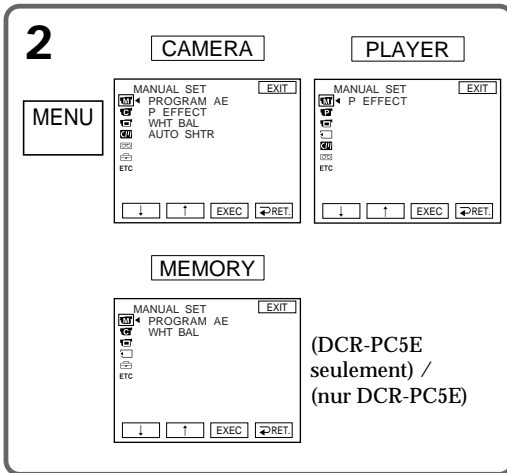 2
CAMERA
PLAYER
MENU
MANUAL SET
EXIT
PROGRAM AE
P EFFECT
WHT BAL
AUTO SHTR
ETC
↓ ↑ EXEC RET.
MANUAL SET
EXIT
P EFFECT
ETC
↓ ↑ EXEC RET.
MEMORY
MANUAL SET
EXIT
PROGRAM AE
WHT BAL
ETC
↓ ↑ EXEC RET.
(DCR-PC5E
seulement) /
(nur DCR-PC5E)